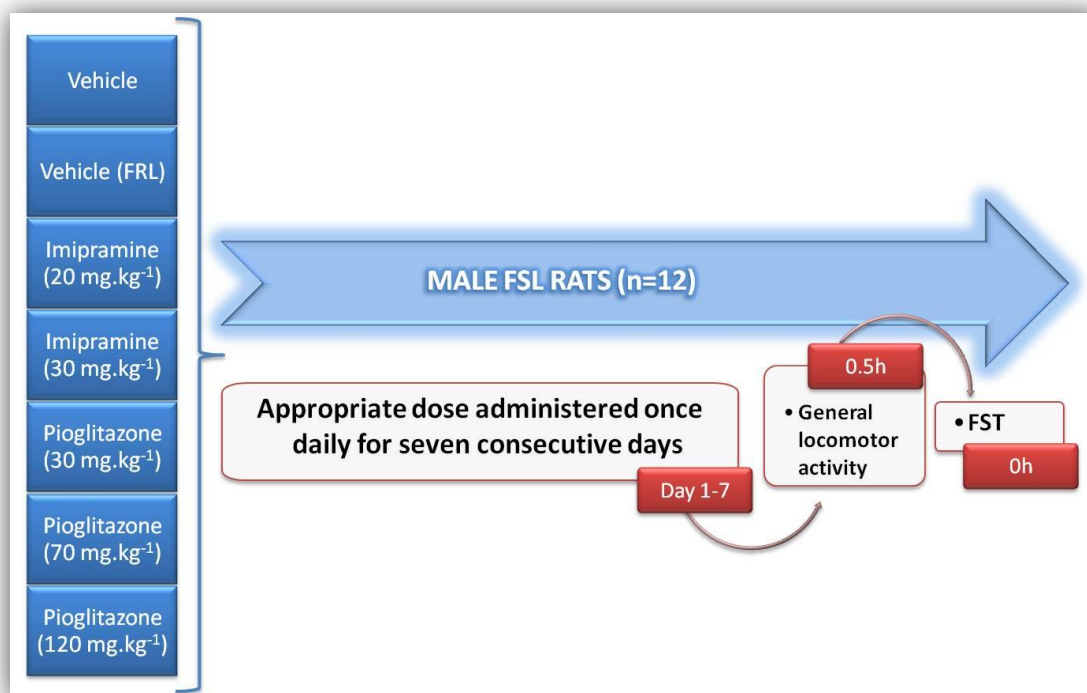 Vehicle
Vehicle (FRL)
Imipramine
(20 mg.kg⁻¹)
Imipramine
(30 mg.kg⁻¹)
Pioglitazone
(30 mg.kg⁻¹)
Pioglitazone
(70 mg.kg⁻¹)
Pioglitazone
(120 mg.kg⁻¹)
MALE FSL RATS (n=12)
Appropriate dose administered once
daily for seven consecutive days
Day 1-7
0.5h
• General
locomotor
activity
• FST
0h